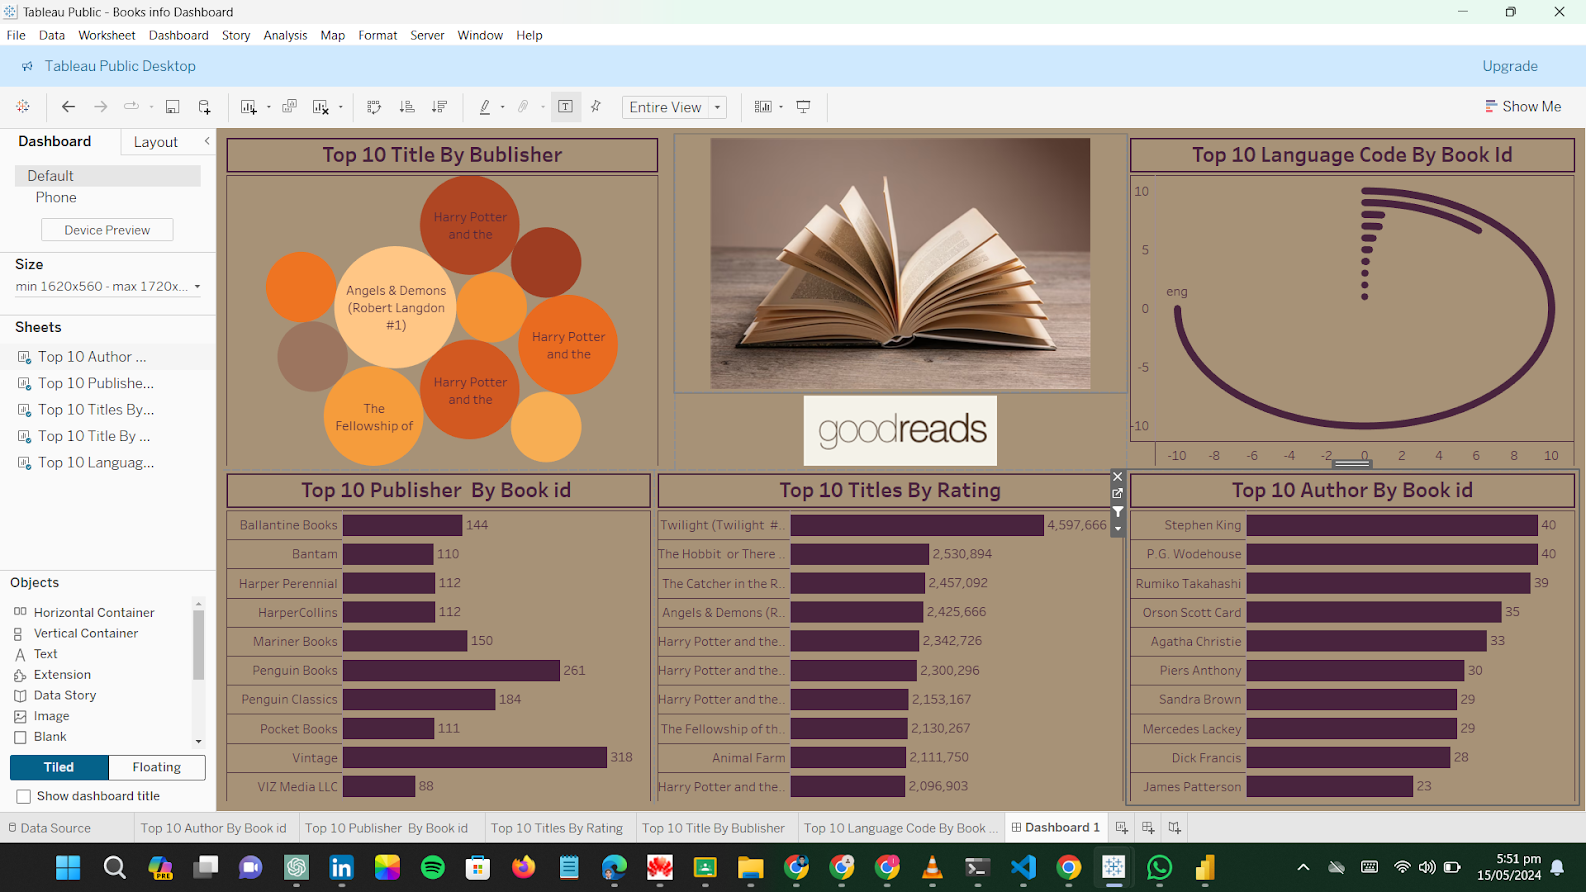 Tableau Public - Books info Dashboard
File Data Worksheet Dashboard Story Analysis Map Format Server Window Help
Tableau Public Desktop
Upgrade
Entire View
Show Me
Dashboard
Layout
Default
Phone
Device Preview
Size
min 1620x560 - max 1720x...
Sheets
Top 10 Author ...
Top 10 Publishe...
Top 10 Titles By...
Top 10 Title By ...
Top 10 Languag...
Objects
Horizontal Container
Vertical Container
Text
Extension
Data Story
Image
Blank
Tiled
Floating
Show dashboard title
Top 10 Title By Bublisher
Harry Potter
and the
Angels & Demons
(Robert Langdon
#1)
Harry Potter
and the
Harry Potter
and the
The
Fellowship of
goodreads
Top 10 Language Code By Book Id
10
5
eng
0
-5
-10
-10 -8 -6 -4 -2 0 2 4 6 8 10
Top 10 Publisher By Book id
Ballantine Books 144
Bantam 110
Harper Perennial 112
HarperCollins 112
Mariner Books 150
Penguin Books 261
Penguin Classics 184
Pocket Books 111
Vintage 318
VIZ Media LLC 88
Top 10 Titles By Rating
Twilight (Twilight #.. 4,597,666
The Hobbit or There .. 2,530,894
The Catcher in the R.. 2,457,092
Angels & Demons (R.. 2,425,666
Harry Potter and the.. 2,342,726
Harry Potter and the.. 2,300,296
Harry Potter and the.. 2,153,167
The Fellowship of th.. 2,130,267
Animal Farm 2,111,750
Harry Potter and the.. 2,096,903
Top 10 Author By Book id
Stephen King 40
P.G. Wodehouse 40
Rumiko Takahashi 39
Orson Scott Card 35
Agatha Christie 33
Piers Anthony 30
Sandra Brown 29
Mercedes Lackey 29
Dick Francis 28
James Patterson 23
Data Source
Top 10 Author By Book id
Top 10 Publisher By Book id
Top 10 Titles By Rating
Top 10 Title By Bublisher
Top 10 Language Code By Book ...
Dashboard 1
PRE
5:51 pm
15/05/2024